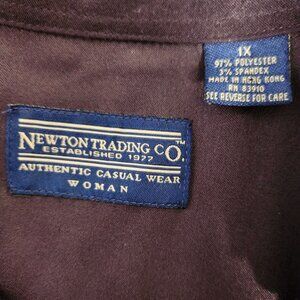 1X
97% POLYESTER
3% SPANDEX
MADE IN HONG KONG
RN 83910
SEE REVERSE FOR CARE
NEWTON TRADING CO.™
ESTABLISHED 1977
AUTHENTIC CASUAL WEAR
WOMAN